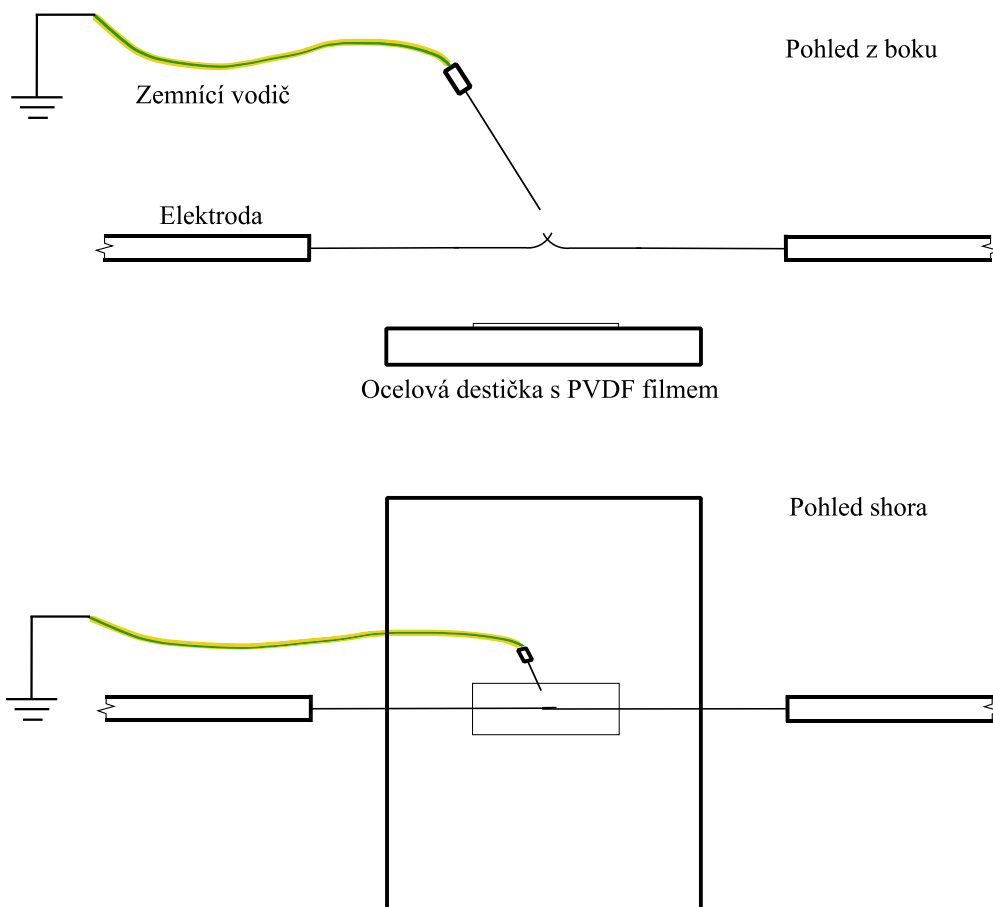 Pohled z boku
Zemnící vodič
Elektroda
Ocelová destička s PVDF filmem
Pohled shora